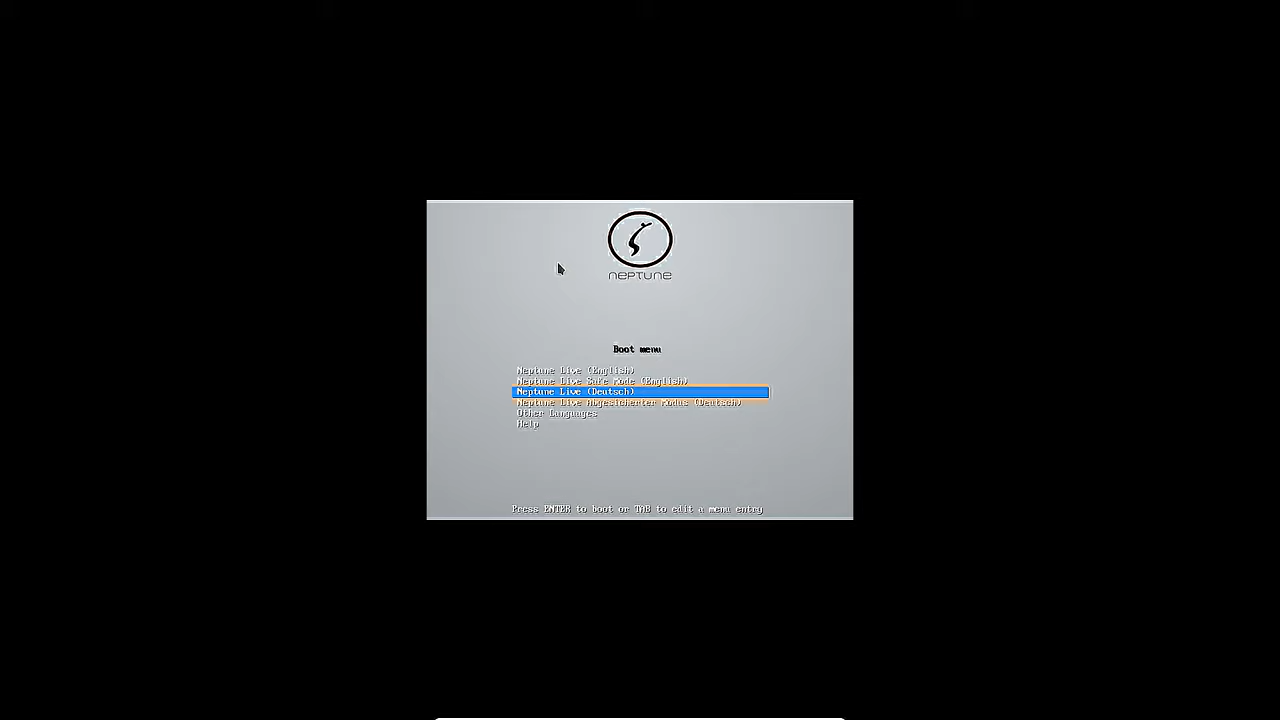 NEPTUNE
Boot menu
Neptune Live (English)
Neptune Live Safe Mode (English)
Neptune Live (Deutsch)
Neptune Live Abgesicherter Modus (Deutsch)
Other Languages
Help
Press ENTER to boot or TAB to edit a menu entry